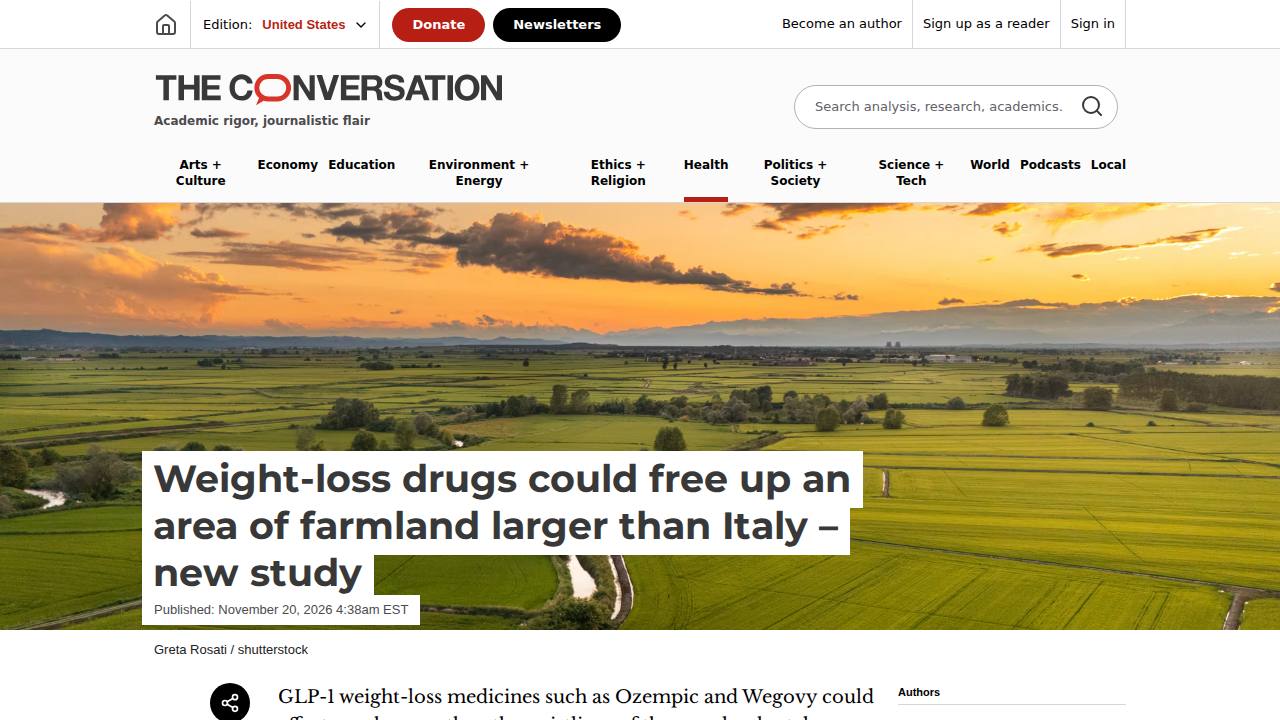 Edition: United States
Donate
Newsletters
Become an author
Sign up as a reader
Sign in
THE CONVERSATION
Academic rigor, journalistic flair
Search analysis, research, academics.
Arts + Culture
Economy
Education
Environment + Energy
Ethics + Religion
Health
Politics + Society
Science + Tech
World
Podcasts
Local
Weight-loss drugs could free up an
area of farmland larger than Italy –
new study
Published: November 20, 2026 4:38am EST
Greta Rosati / shutterstock
GLP-1 weight-loss medicines such as Ozempic and Wegovy could
Authors